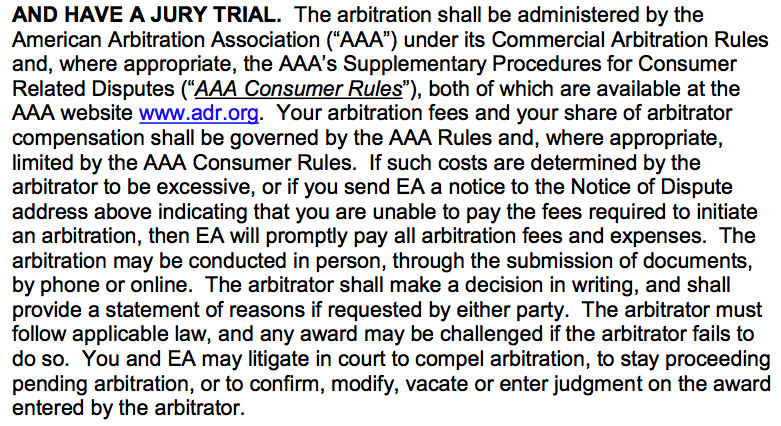 AND HAVE A JURY TRIAL.  The arbitration shall be administered by the
American Arbitration Association (“AAA”) under its Commercial Arbitration Rules
and, where appropriate, the AAA’s Supplementary Procedures for Consumer
Related Disputes (“AAA Consumer Rules”), both of which are available at the
AAA website www.adr.org.  Your arbitration fees and your share of arbitrator
compensation shall be governed by the AAA Rules and, where appropriate,
limited by the AAA Consumer Rules.  If such costs are determined by the
arbitrator to be excessive, or if you send EA a notice to the Notice of Dispute
address above indicating that you are unable to pay the fees required to initiate
an arbitration, then EA will promptly pay all arbitration fees and expenses.  The
arbitration may be conducted in person, through the submission of documents,
by phone or online.  The arbitrator shall make a decision in writing, and shall
provide a statement of reasons if requested by either party.  The arbitrator must
follow applicable law, and any award may be challenged if the arbitrator fails to
do so.  You and EA may litigate in court to compel arbitration, to stay proceeding
pending arbitration, or to confirm, modify, vacate or enter judgment on the award
entered by the arbitrator.